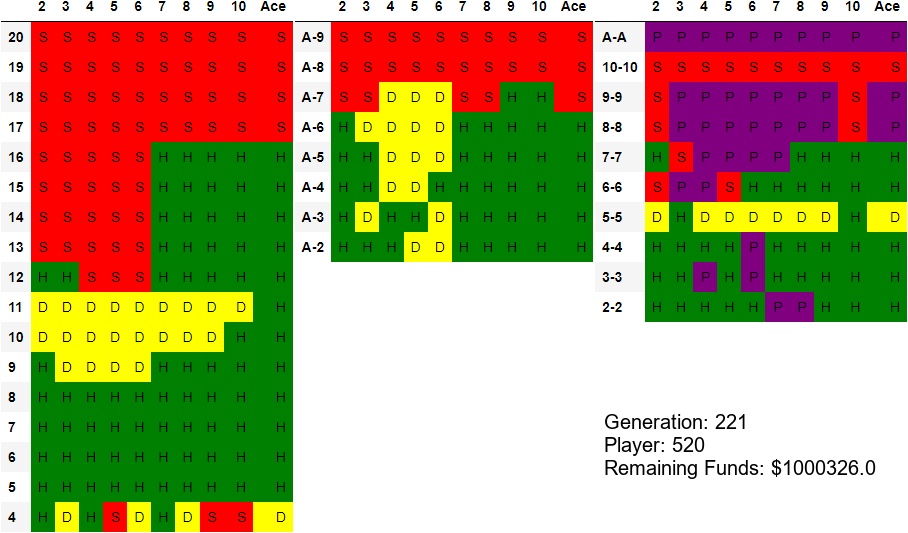 2 3 4 5 6 7 8 9 10 Ace
20 S S S S S S S S S S
19 S S S S S S S S S S
18 S S S S S S S S S S
17 S S S S S S S S S S
16 S S S S S H H H H H
15 S S S S S H H H H H
14 S S S S S H H H H H
13 S S S S S H H H H H
12 H H S S S H H H H H
11 D D D D D D D D D H
10 D D D D D D D D H H
9 H D D D D H H H H H
8 H H H H H H H H H H
7 H H H H H H H H H H
6 H H H H H H H H H H
5 H H H H H H H H H H
4 H D H S D H D S S D
2 3 4 5 6 7 8 9 10 Ace
A-9 S S S S S S S S S S
A-8 S S S S S S S S S S
A-7 S S D D D S S H H S
A-6 H D D D D H H H H H
A-5 H H D D D H H H H H
A-4 H H D D H H H H H H
A-3 H D H H D H H H H H
A-2 H H H D D H H H H H
2 3 4 5 6 7 8 9 10 Ace
A-A P P P P P P P P P P
10-10 S S S S S S S S S S
9-9 S P P P P P P P S P
8-8 S P P P P P P P S P
7-7 H S P P P P H H H H
6-6 S P P S H H H H H H
5-5 D H D D D D D D H D
4-4 H H H H P H H H H H
3-3 H H P H P H H H H H
2-2 H H H H H P P H H H
Generation: 221
Player: 520
Remaining Funds: $1000326.0